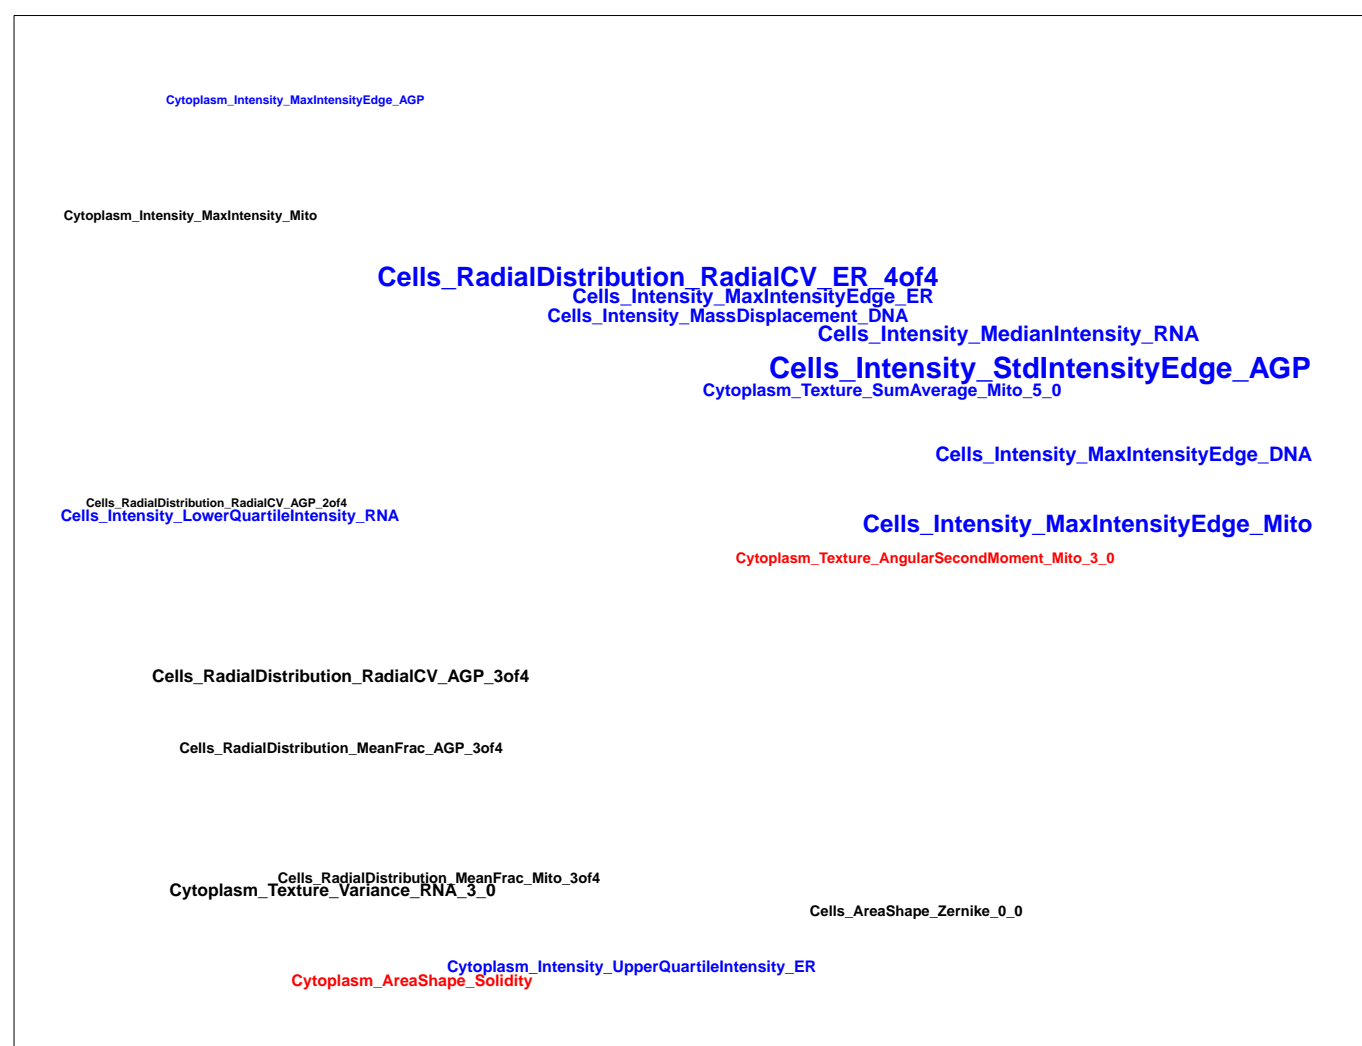 Cytoplasm_Intensity_MaxIntensityEdge_AGP
Cytoplasm_Intensity_MaxIntensity_Mito
Cells_RadialDistribution_RadialCV_ER_4of4
Cells_Intensity_MaxIntensityEdge_ER
Cells_Intensity_MassDisplacement_DNA
Cells_Intensity_MedianIntensity_RNA
Cells_Intensity_StdIntensityEdge_AGP
Cytoplasm_Texture_SumAverage_Mito_5_0
Cells_Intensity_MaxIntensityEdge_DNA
Cells_RadialDistribution_RadialCV_AGP_2of4
Cells_Intensity_LowerQuartileIntensity_RNA
Cells_Intensity_MaxIntensityEdge_Mito
Cytoplasm_Texture_AngularSecondMoment_Mito_3_0
Cells_RadialDistribution_RadialCV_AGP_3of4
Cells_RadialDistribution_MeanFrac_AGP_3of4
Cells_RadialDistribution_MeanFrac_Mito_3of4
Cytoplasm_Texture_Variance_RNA_3_0
Cells_AreaShape_Zernike_0_0
Cytoplasm_Intensity_UpperQuartileIntensity_ER
Cytoplasm_AreaShape_Solidity